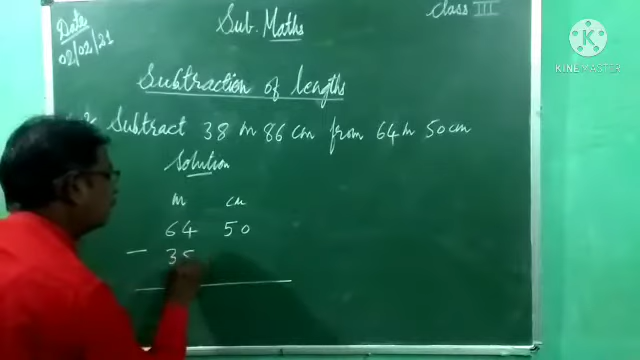 Date
02/02/21
Sub. Maths
Class III
KINEMASTER
Subtraction of lengths
Subtract 38 m 86 cm from 64 m 50 cm
Solution
m cm
64 50
- 3